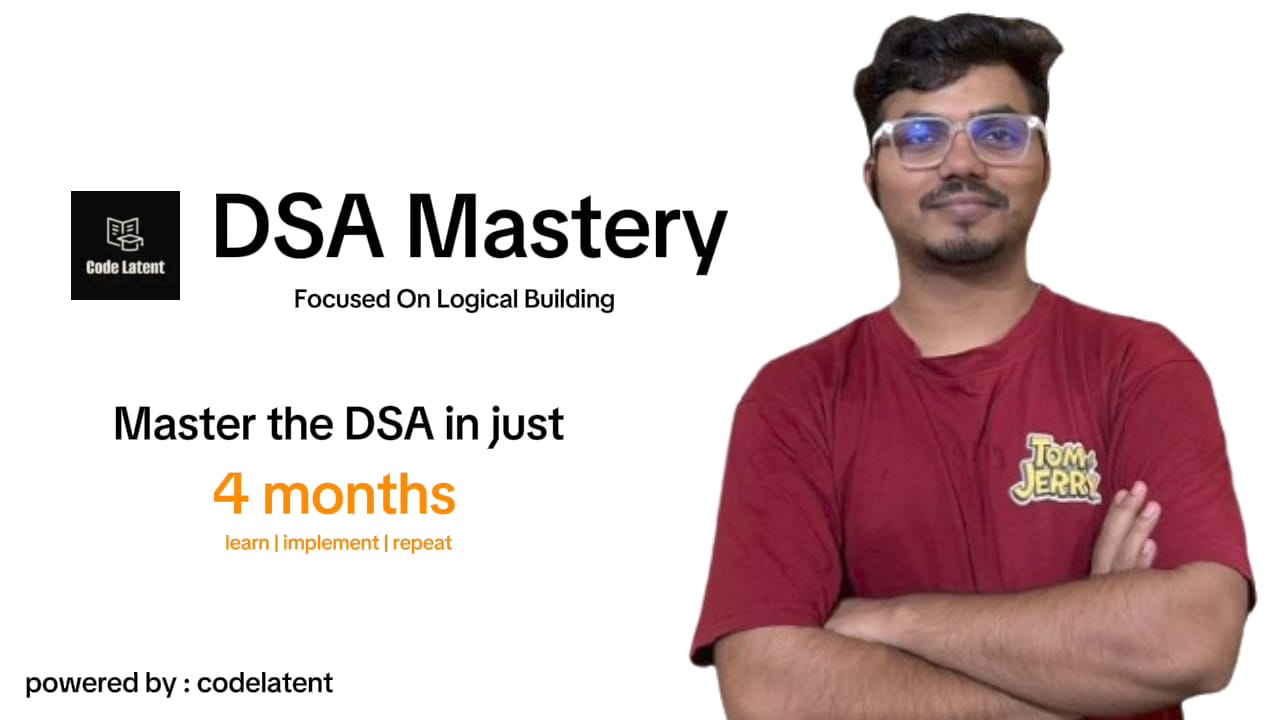 Code Latent
DSA Mastery
Focused On Logical Building
Master the DSA in just
4 months
learn | implement | repeat
TOM &
JERRY
powered by : codelatent